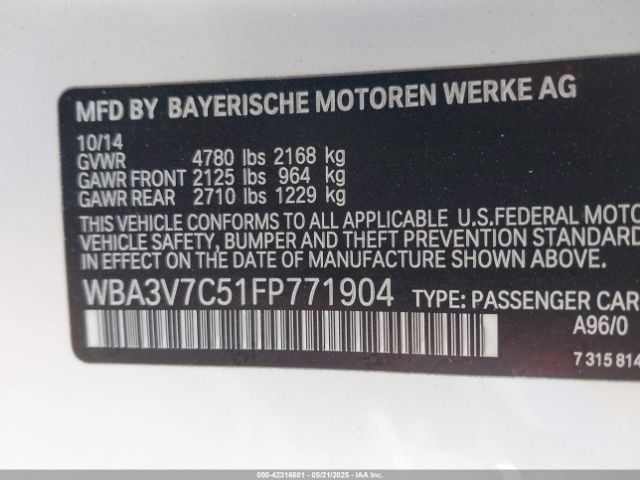 MFD BY BAYERISCHE MOTOREN WERKE AG
10/14
GVWR 4780 lbs 2168 kg
GAWR FRONT 2125 lbs 964 kg
GAWR REAR 2710 lbs 1229 kg
THIS VEHICLE CONFORMS TO ALL APPLICABLE U.S.FEDERAL MOTO
VEHICLE SAFETY, BUMPER AND THEFT PREVENTION STANDAR
EFFECT ON THE DATE OF MANUFACTURE SHOWN ABOVE.
WBA3V7C51FP771904 TYPE: PASSENGER CAR
A96/0
7 315 814
000-42316801 05/21/2025 COPYRIGHT IAA, LLC.